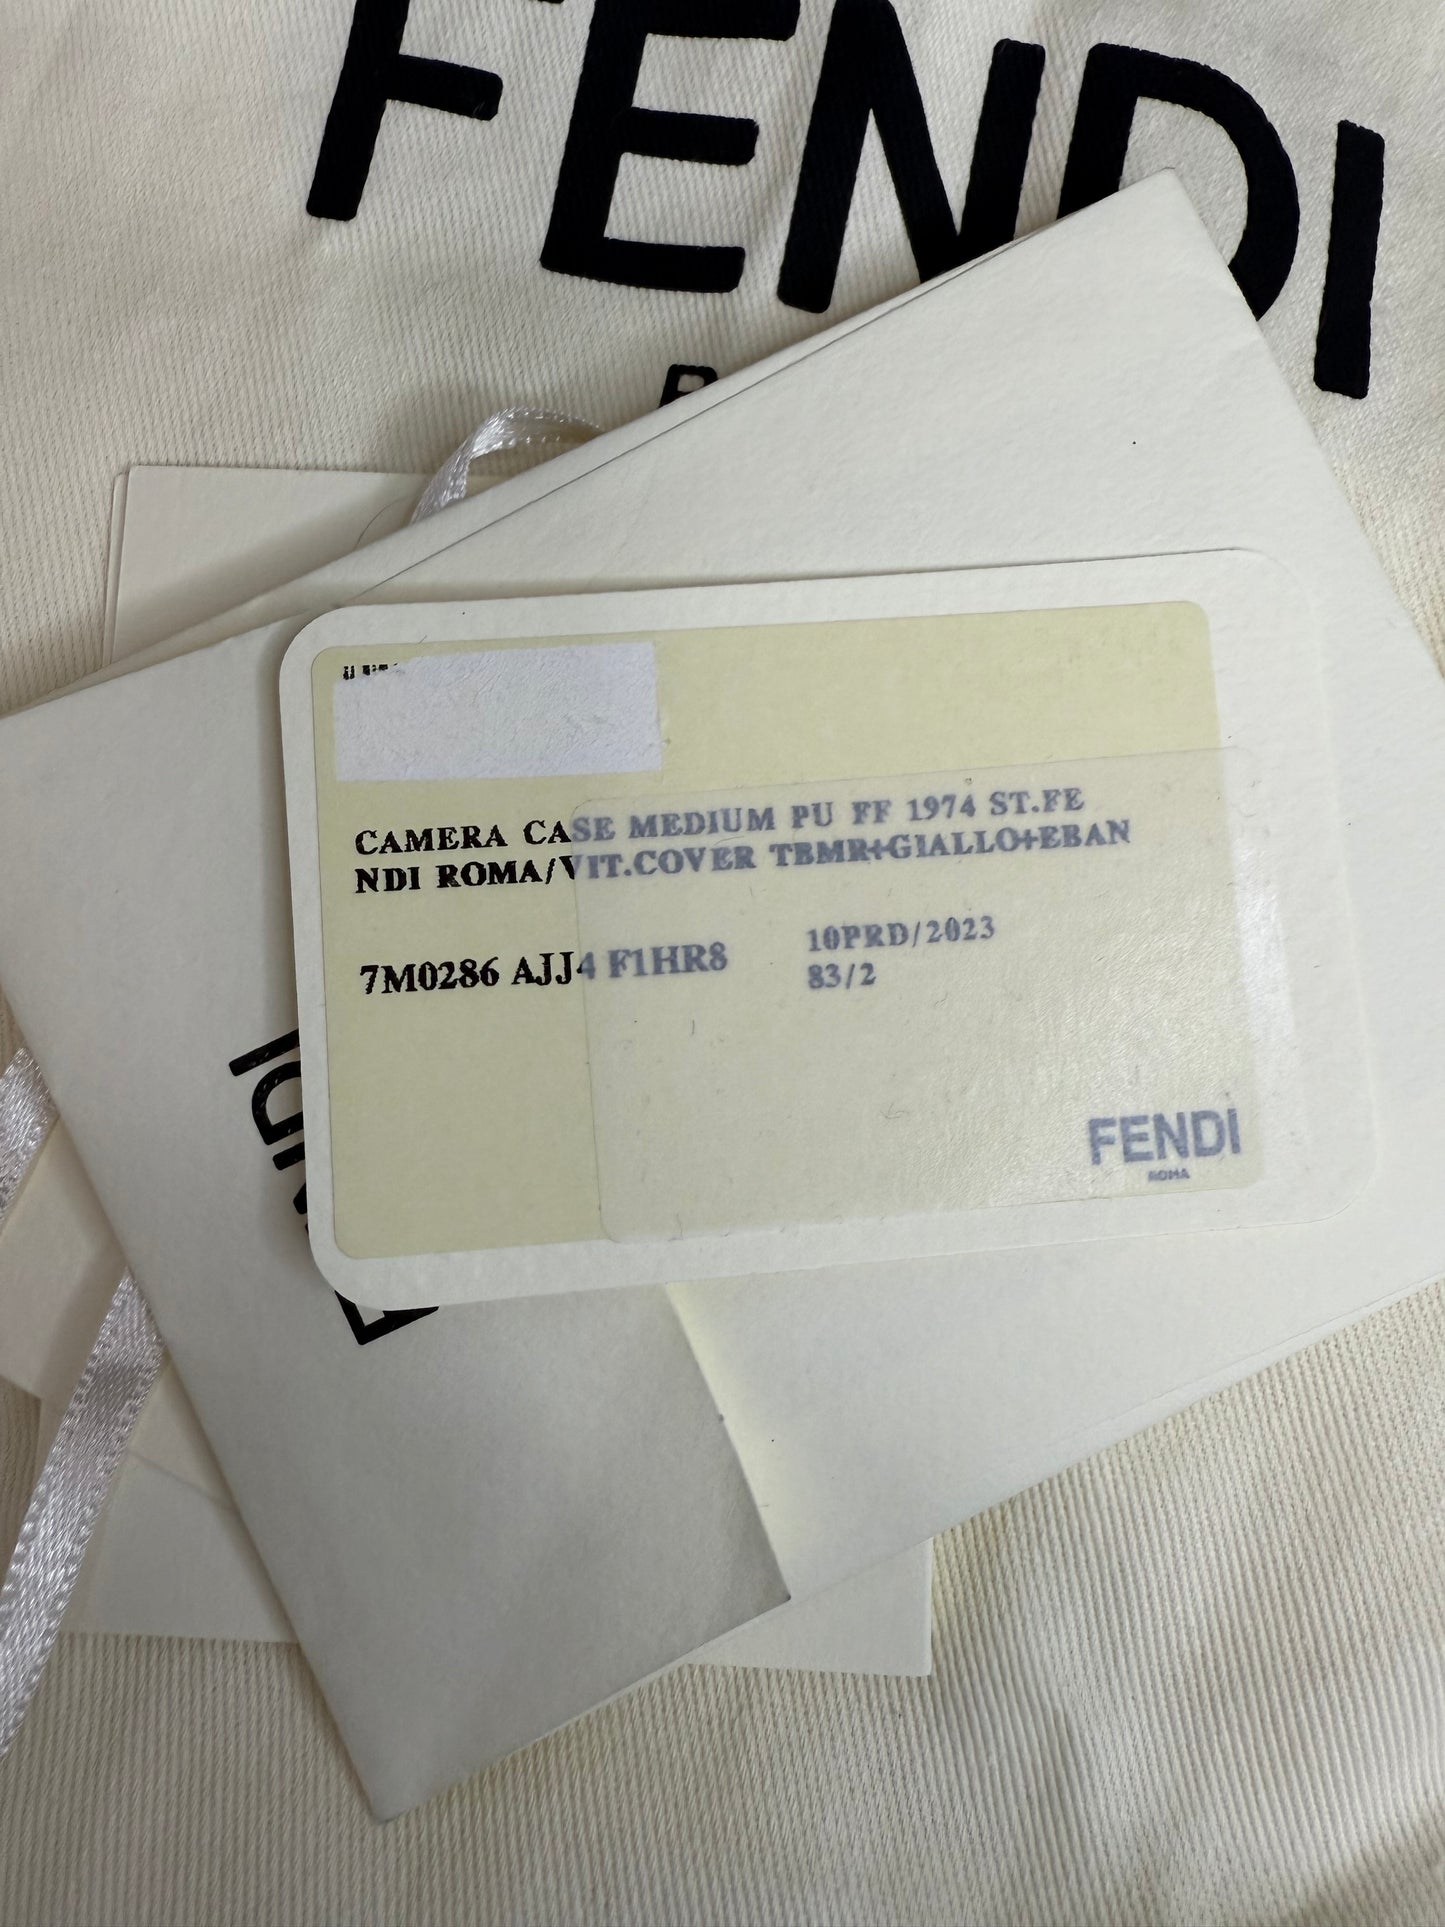 FENDI
CAMERA CASE MEDIUM PU FF 1974 ST.FE
NDI ROMA/VIT.COVER TBMR+GIALLO+EBAN
7M0286 AJJ4 F1HR8
10PRD/2023
83/2
FENDI
ROMA